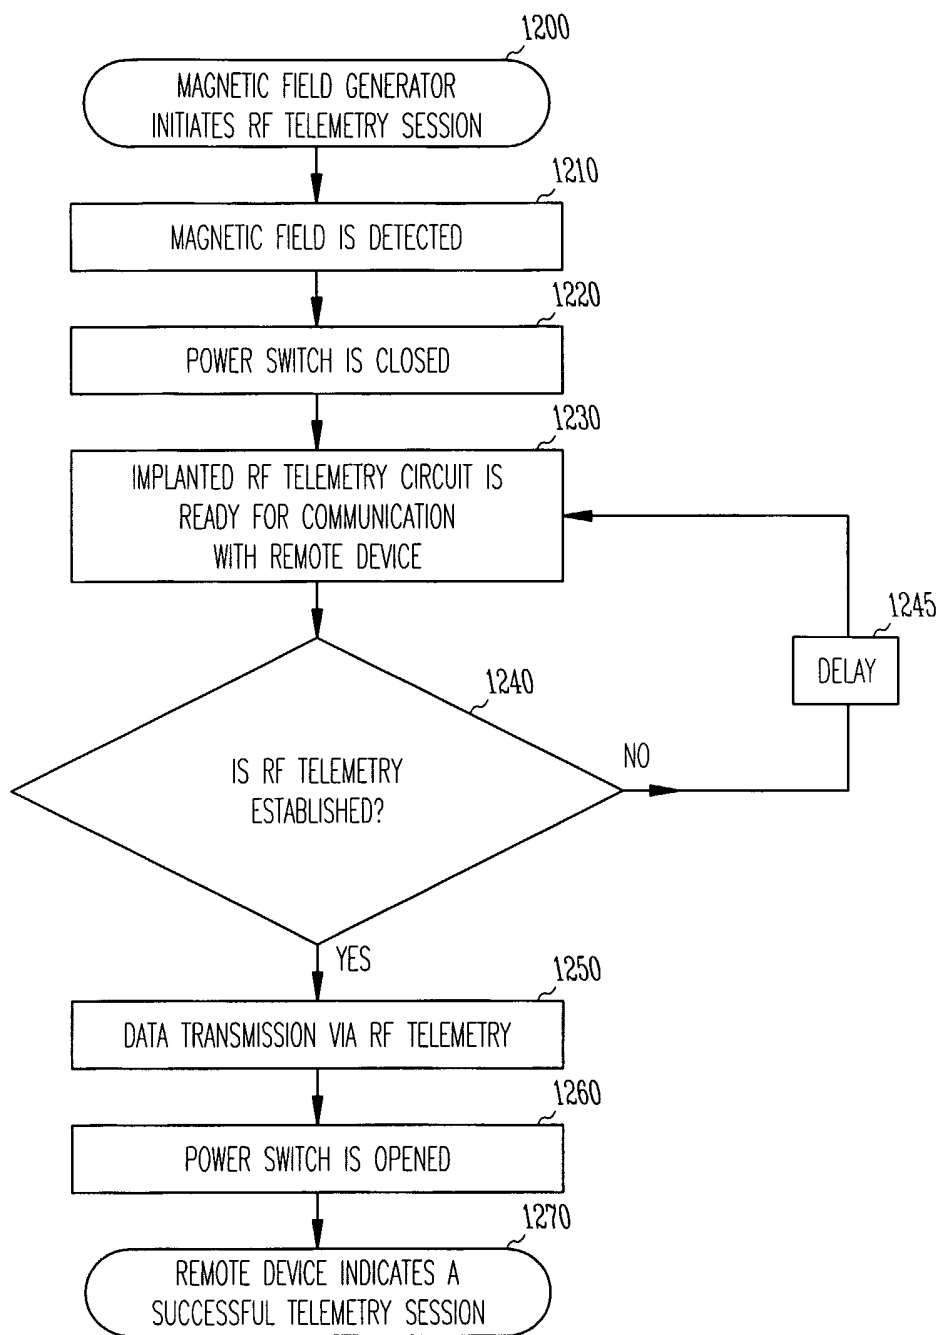 1200
MAGNETIC FIELD GENERATOR
INITIATES RF TELEMETRY SESSION
1210
MAGNETIC FIELD IS DETECTED
1220
POWER SWITCH IS CLOSED
1230
IMPLANTED RF TELEMETRY CIRCUIT IS
READY FOR COMMUNICATION
WITH REMOTE DEVICE
1245
DELAY
1240
IS RF TELEMETRY
ESTABLISHED?
NO
YES
1250
DATA TRANSMISSION VIA RF TELEMETRY
1260
POWER SWITCH IS OPENED
1270
REMOTE DEVICE INDICATES A
SUCCESSFUL TELEMETRY SESSION